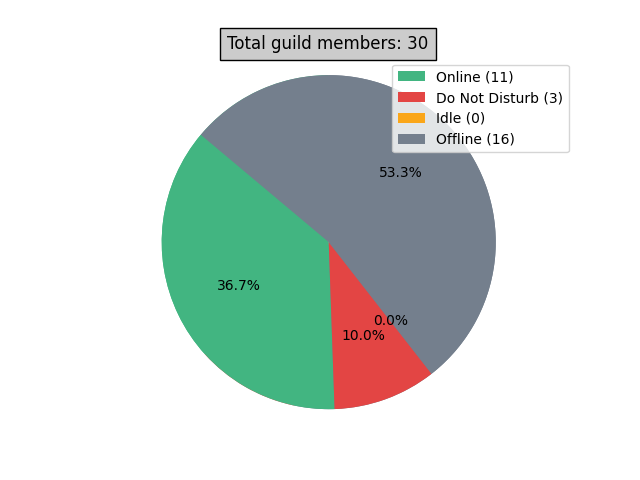 Total guild members: 30
Online (11)
Do Not Disturb (3)
Idle (0)
Offline (16)
53.3%
36.7%
0.0%
10.0%